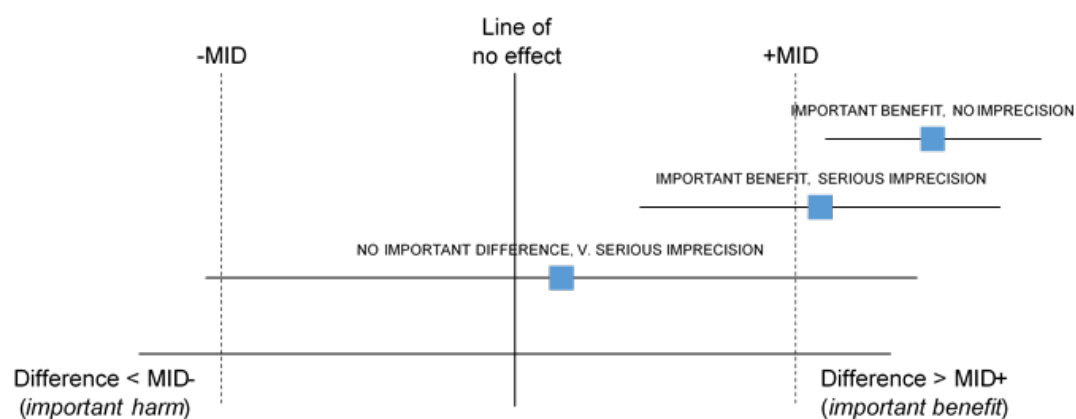 Line of
no effect
-MID
+MID
IMPORTANT BENEFIT, NO IMPRECISION
IMPORTANT BENEFIT, SERIOUS IMPRECISION
NO IMPORTANT DIFFERENCE, V. SERIOUS IMPRECISION
Difference < MID-
(important harm)
Difference > MID+
(important benefit)